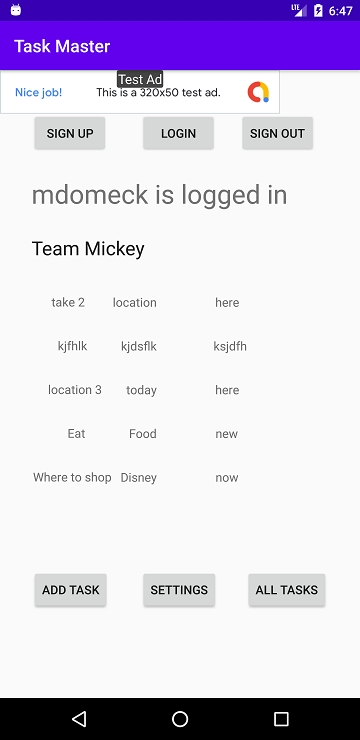 LTE 6:47
Task Master
Test Ad
Nice job! This is a 320x50 test ad.
SIGN UP LOGIN SIGN OUT
mdomeck is logged in
Team Mickey
take 2 location here
kjfhlk kjdsflk ksjdfh
location 3 today here
Eat Food new
Where to shop Disney now
ADD TASK SETTINGS ALL TASKS